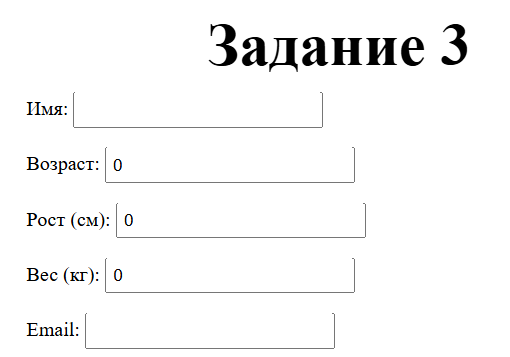 Задание 3
Имя:
Возраст: 0
Рост (см): 0
Вес (кг): 0
Email: